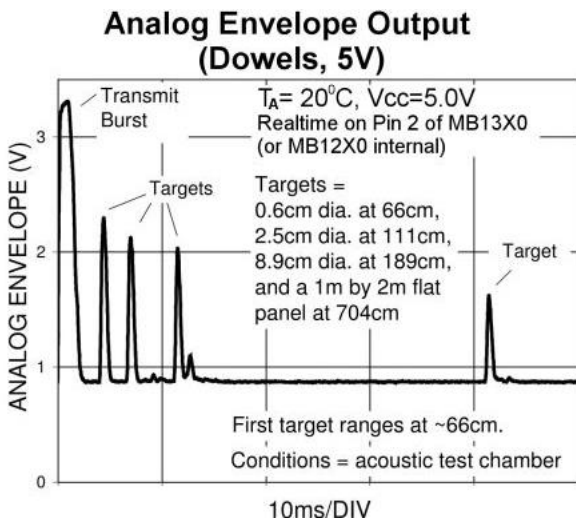 Analog Envelope Output
(Dowels, 5V)
Transmit
Burst
TA= 20⁰C, Vcc=5.0V
Realtime on Pin 2 of MB13X0
(or MB12X0 internal)
Targets
Targets =
0.6cm dia. at 66cm,
2.5cm dia. at 111cm,
8.9cm dia. at 189cm,
and a 1m by 2m flat
panel at 704cm
Target
ANALOG ENVELOPE (V)
3
2
1
0
First target ranges at ~66cm.
Conditions = acoustic test chamber
10ms/DIV